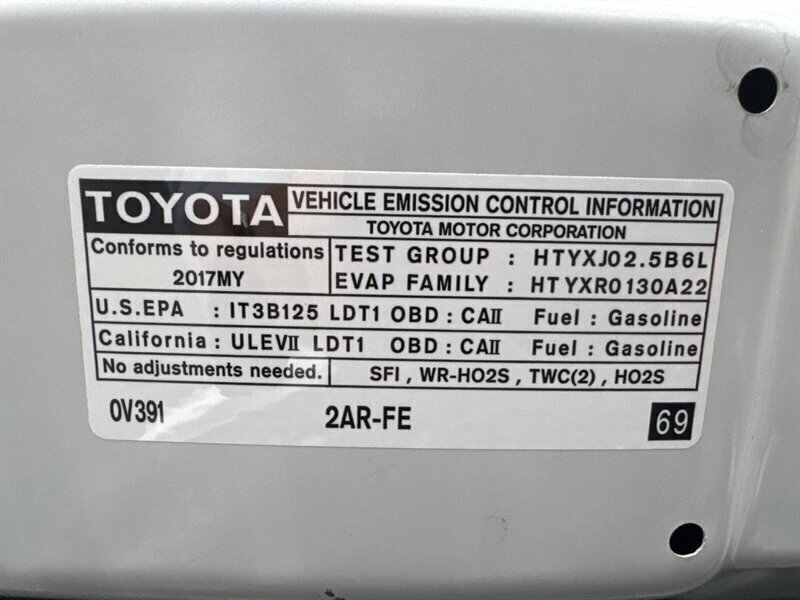 TOYOTA VEHICLE EMISSION CONTROL INFORMATION
TOYOTA MOTOR CORPORATION
Conforms to regulations
2017MY
TEST GROUP : HTYXJ02.5B6L
EVAP FAMILY : HTYXR0130A22
U.S.EPA : IT3B125 LDT1 OBD : CAⅡ Fuel : Gasoline
California : ULEVⅡ LDT1 OBD : CAⅡ Fuel : Gasoline
No adjustments needed. SFI , WR-HO2S , TWC(2) , HO2S
0V391 2AR-FE 69